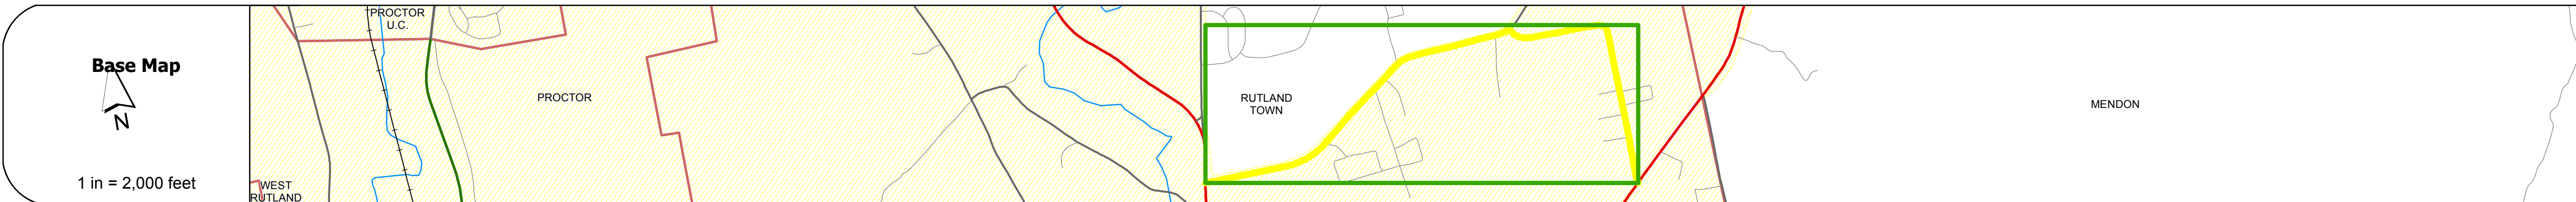 Base Map
N
1 in = 2,000 feet
PROCTOR
U.C.
WEST
RUTLAND
PROCTOR
RUTLAND
TOWN
MENDON